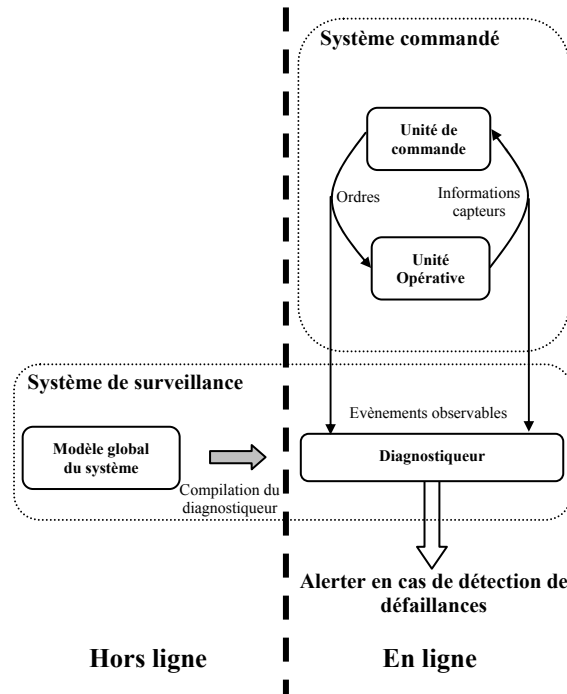 Système commandé
Unité de
commande
Ordres
Informations
capteurs
Unité
Opérative
Système de surveillance
Evènements observables
Modèle global
du système
Diagnostiqueur
Compilation du
diagnostiqueur
Alerter en cas de détection de
défaillances
Hors ligne
En ligne